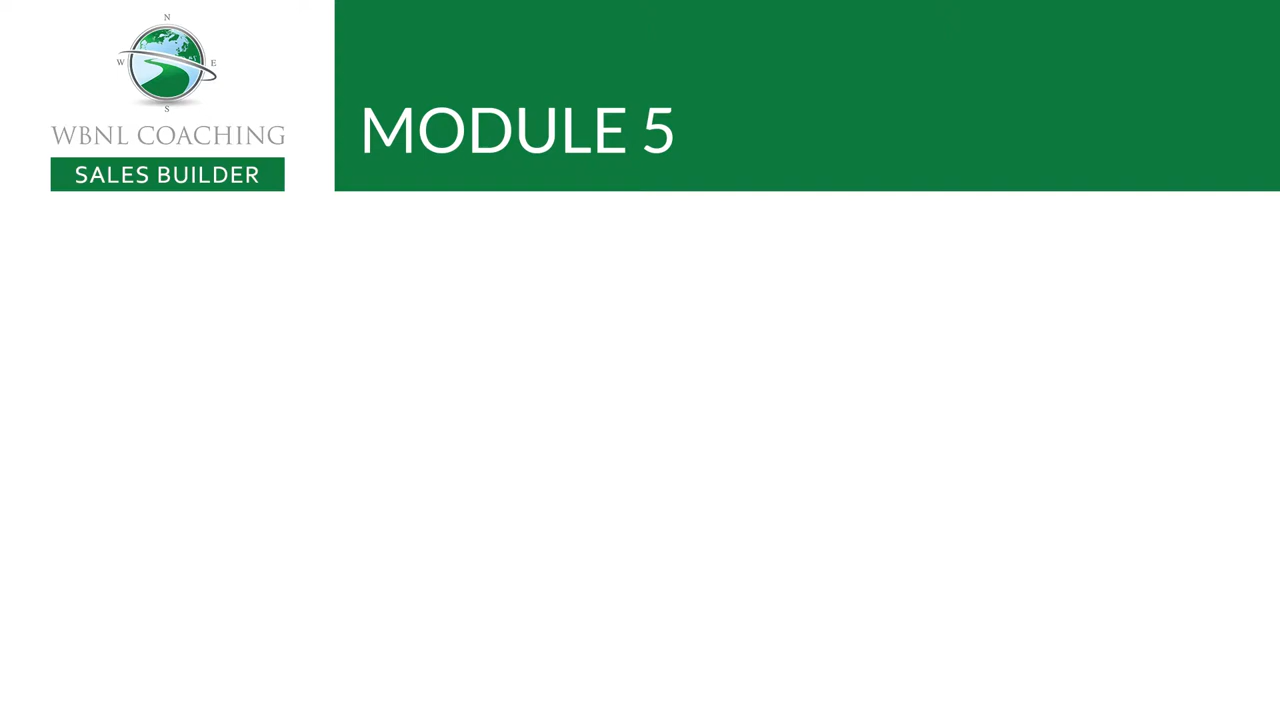 N
W E
S
WBNL COACHING
SALES BUILDER
MODULE 5